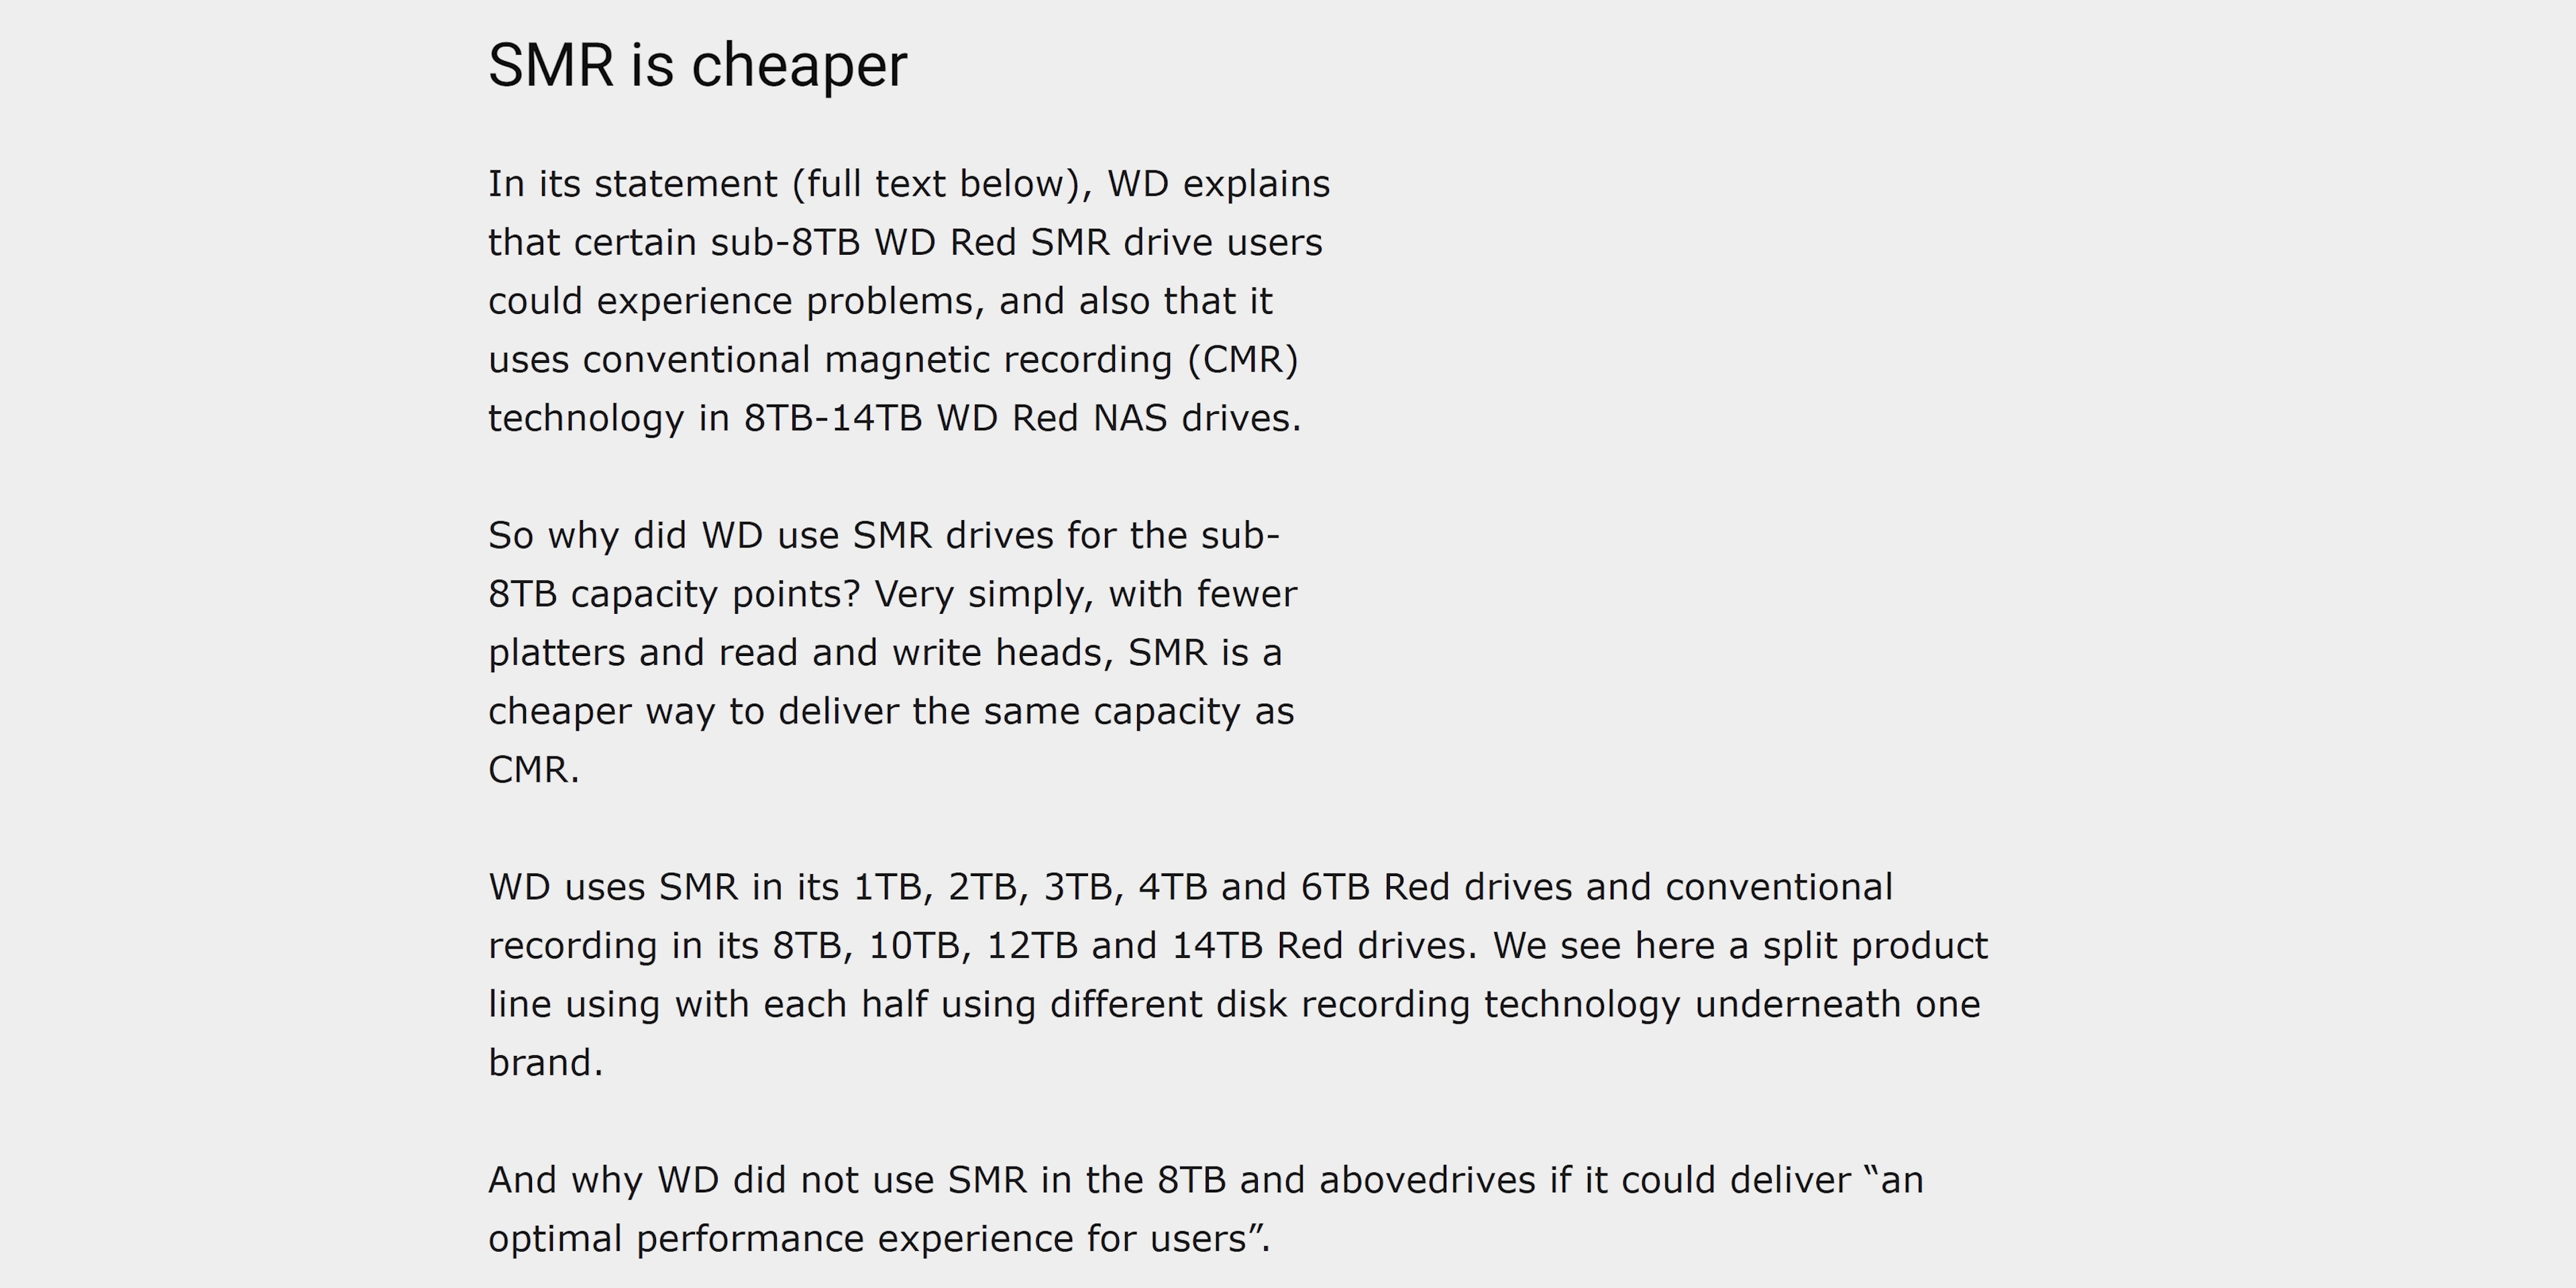 SMR is cheaper
In its statement (full text below), WD explains
that certain sub-8TB WD Red SMR drive users
could experience problems, and also that it
uses conventional magnetic recording (CMR)
technology in 8TB-14TB WD Red NAS drives.
So why did WD use SMR drives for the sub-
8TB capacity points? Very simply, with fewer
platters and read and write heads, SMR is a
cheaper way to deliver the same capacity as
CMR.
WD uses SMR in its 1TB, 2TB, 3TB, 4TB and 6TB Red drives and conventional
recording in its 8TB, 10TB, 12TB and 14TB Red drives. We see here a split product
line using with each half using different disk recording technology underneath one
brand.
And why WD did not use SMR in the 8TB and abovedrives if it could deliver “an
optimal performance experience for users”.